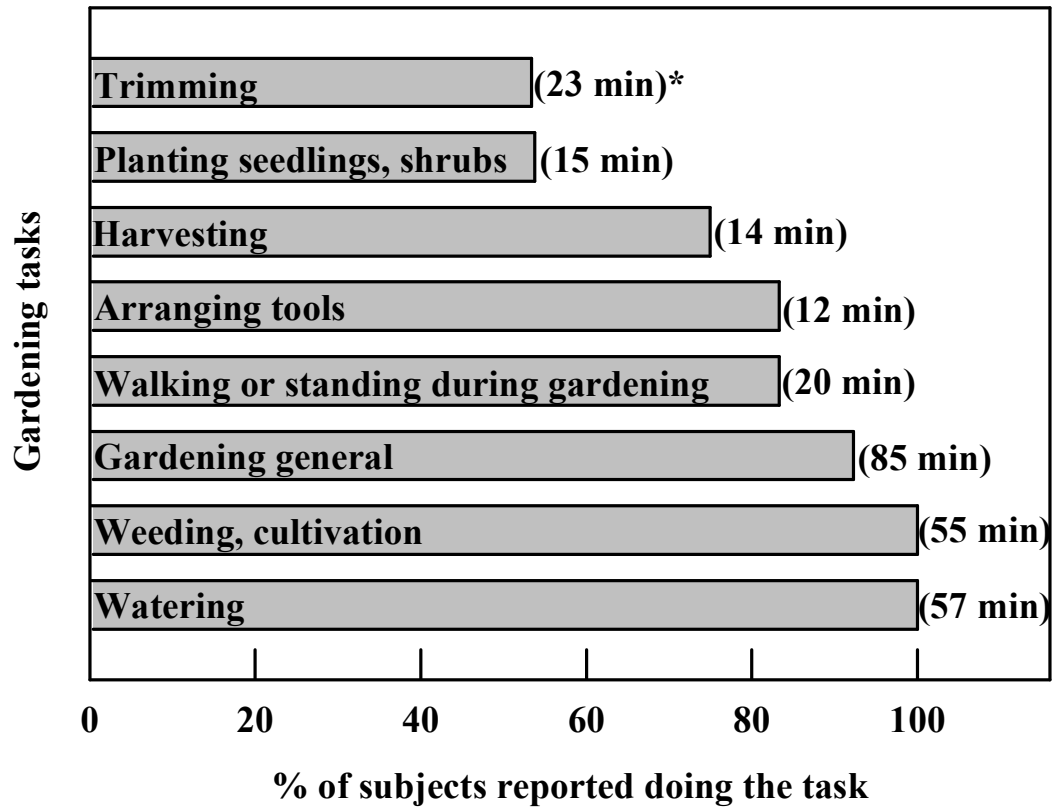 Trimming (23 min)*
Planting seedlings, shrubs (15 min)
Harvesting (14 min)
Arranging tools (12 min)
Walking or standing during gardening (20 min)
Gardening general (85 min)
Weeding, cultivation (55 min)
Watering (57 min)
Gardening tasks
0 20 40 60 80 100
% of subjects reported doing the task